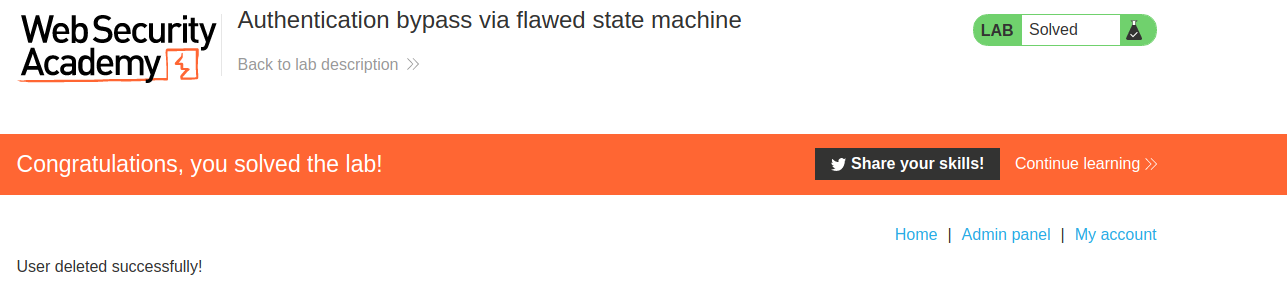 Web Security
Academy
Authentication bypass via flawed state machine
Back to lab description
LAB Solved
Congratulations, you solved the lab!
Share your skills! Continue learning
Home | Admin panel | My account
User deleted successfully!